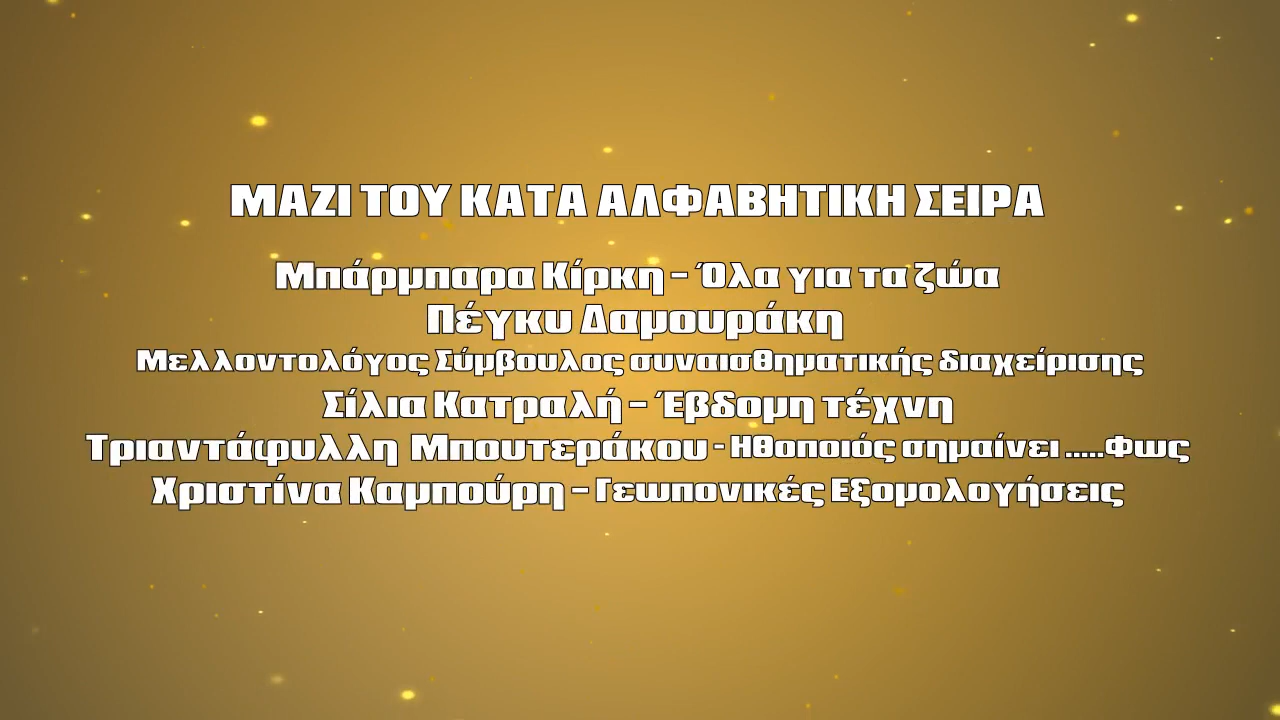 ΜΑΖΙ ΤΟΥ ΚΑΤΑ ΑΛΦΑΒΗΤΙΚΗ ΣΕΙΡΑ
Μπάρμπαρα Κίρκη – Όλα για τα ζώα
Πέγκυ Δαμουράκη
Μελλοντολόγος Σύμβουλος συναισθηματικής διαχείρισης
Σίλια Κατραλή – Έβδομη τέχνη
Τριαντάφυλλη Μπουτεράκου - Ηθοποιός σημαίνει .....Φως
Χριστίνα Καμπούρη – Γεωπονικές Εξομολογήσεις